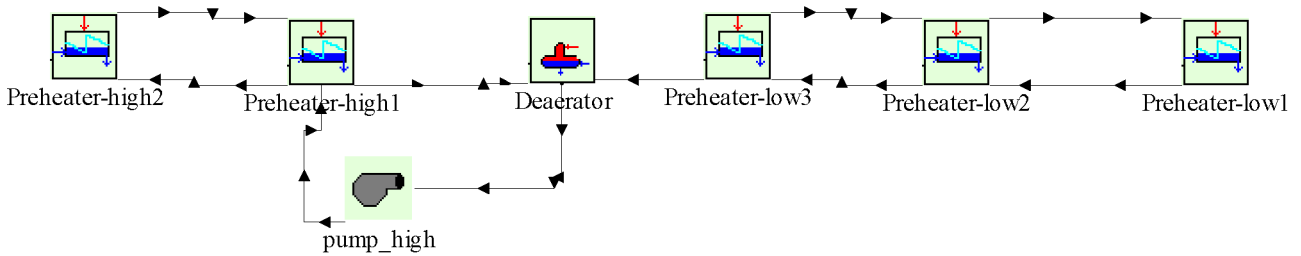 Preheater-high2
Preheater-high1
Deaerator
Preheater-low3
Preheater-low2
Preheater-low1
pump_high